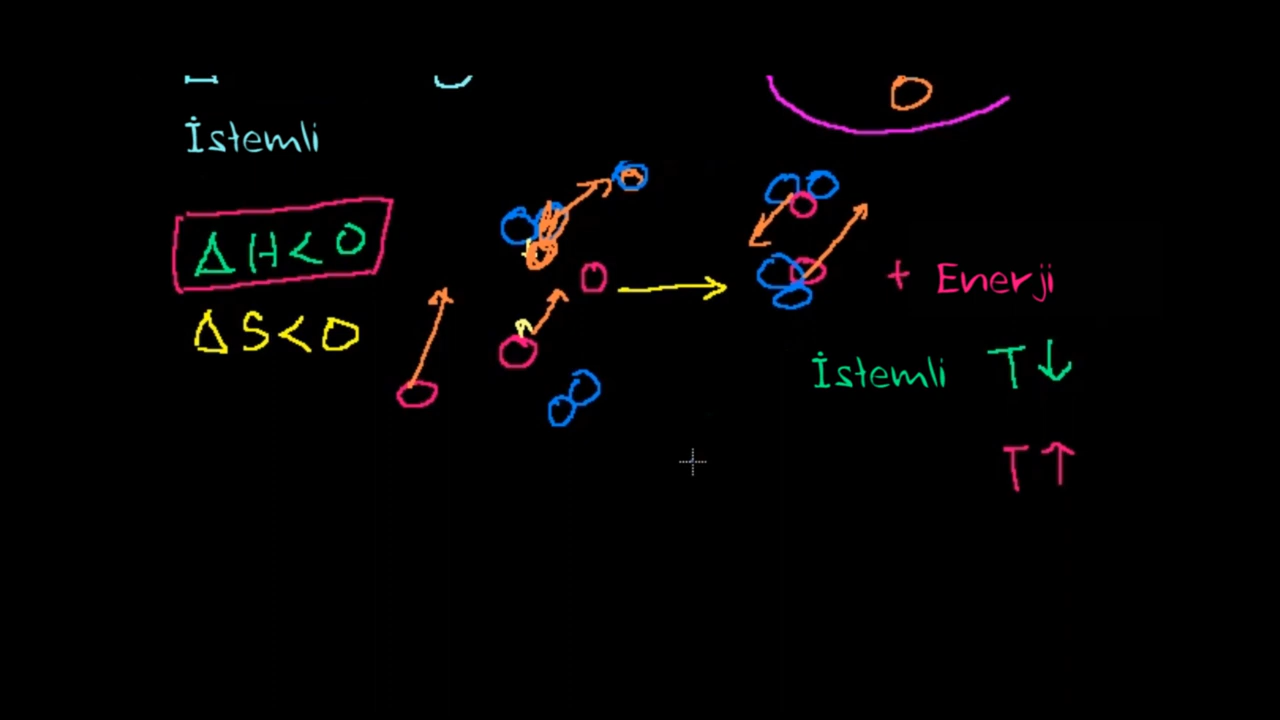 İstemli
ΔH<0
ΔS<0
+ Enerji
İstemli T↓
T↑